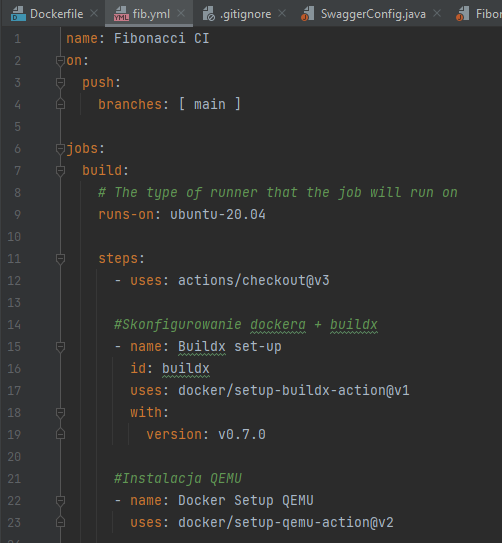 Dockerfile
fib.yml
.gitignore
SwaggerConfig.java
Fibo
1 name: Fibonacci CI
2 on:
3 push:
4 branches: [ main ]
5
6 jobs:
7 build:
8 # The type of runner that the job will run on
9 runs-on: ubuntu-20.04
10
11 steps:
12 - uses: actions/checkout@v3
13
14 #Skonfigurowanie dockera + buildx
15 - name: Buildx set-up
16 id: buildx
17 uses: docker/setup-buildx-action@v1
18 with:
19 version: v0.7.0
20
21 #Instalacja QEMU
22 - name: Docker Setup QEMU
23 uses: docker/setup-qemu-action@v2